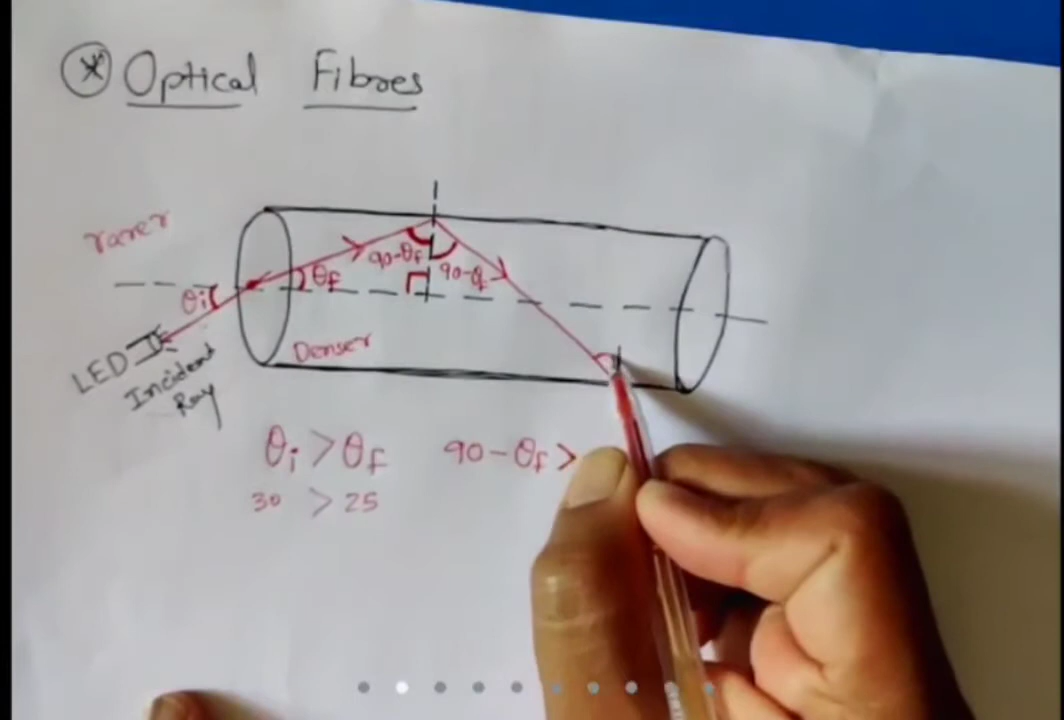 * Optical Fibres
rarer
90-θf
θf
90-θf
θi
Denser
LED
Incident
Ray
θi > θf
90-θf >
30 > 25